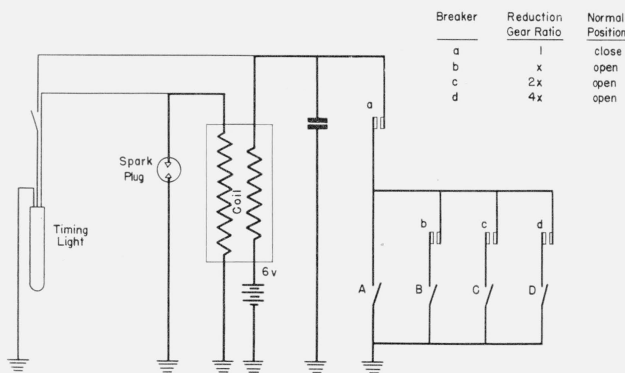 Breaker Reduction Gear Ratio Normal Position
a 1 close
b x open
c 2x open
d 4x open
a
Spark Plug
Coil
b c d
Timing Light
6v
A B C D